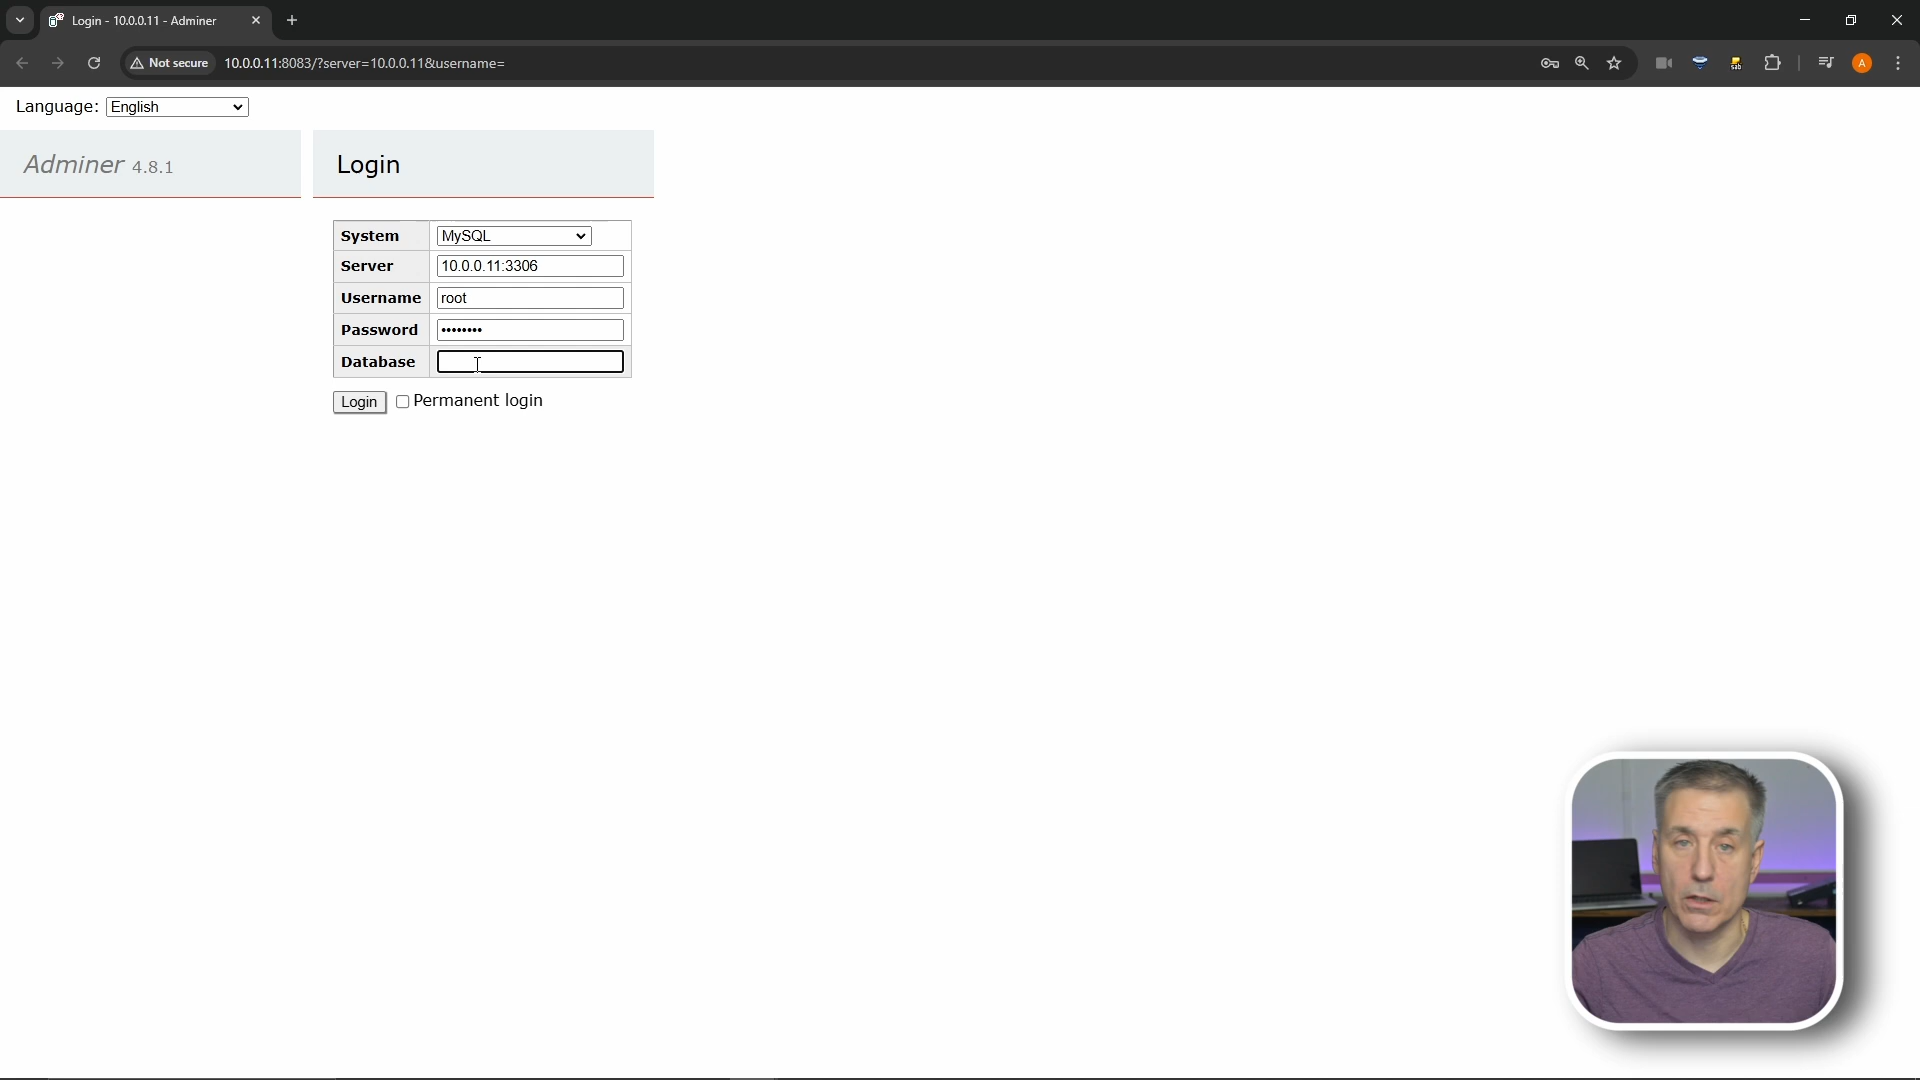 Login - 10.0.0.11 - Adminer
Not secure
10.0.0.11:8083/?server=10.0.0.11&username=
sab
A
Language: English
Adminer 4.8.1
Login
System MySQL
Server 10.0.0.11:3306
Username root
Password ••••••••
Database
Login Permanent login